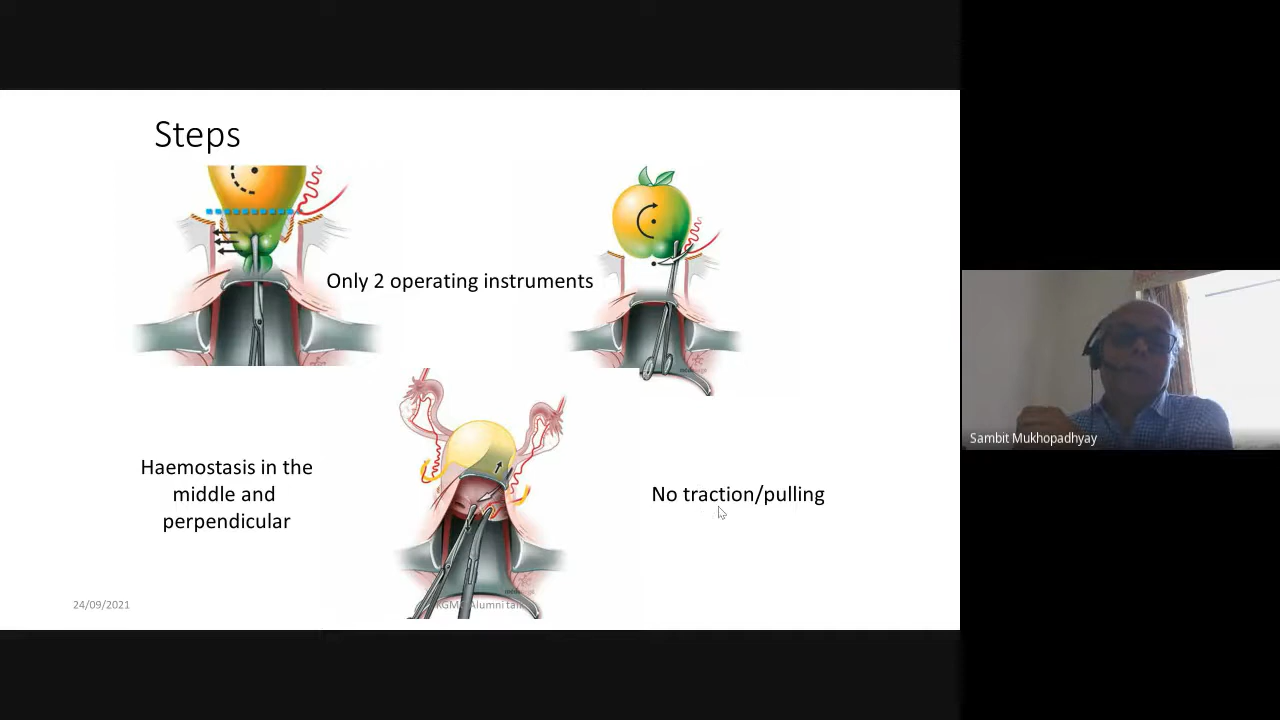 Steps
Only 2 operating instruments
Haemostasis in the
middle and
perpendicular
No traction/pulling
Sambit Mukhopadhyay
24/09/2021
Alumni